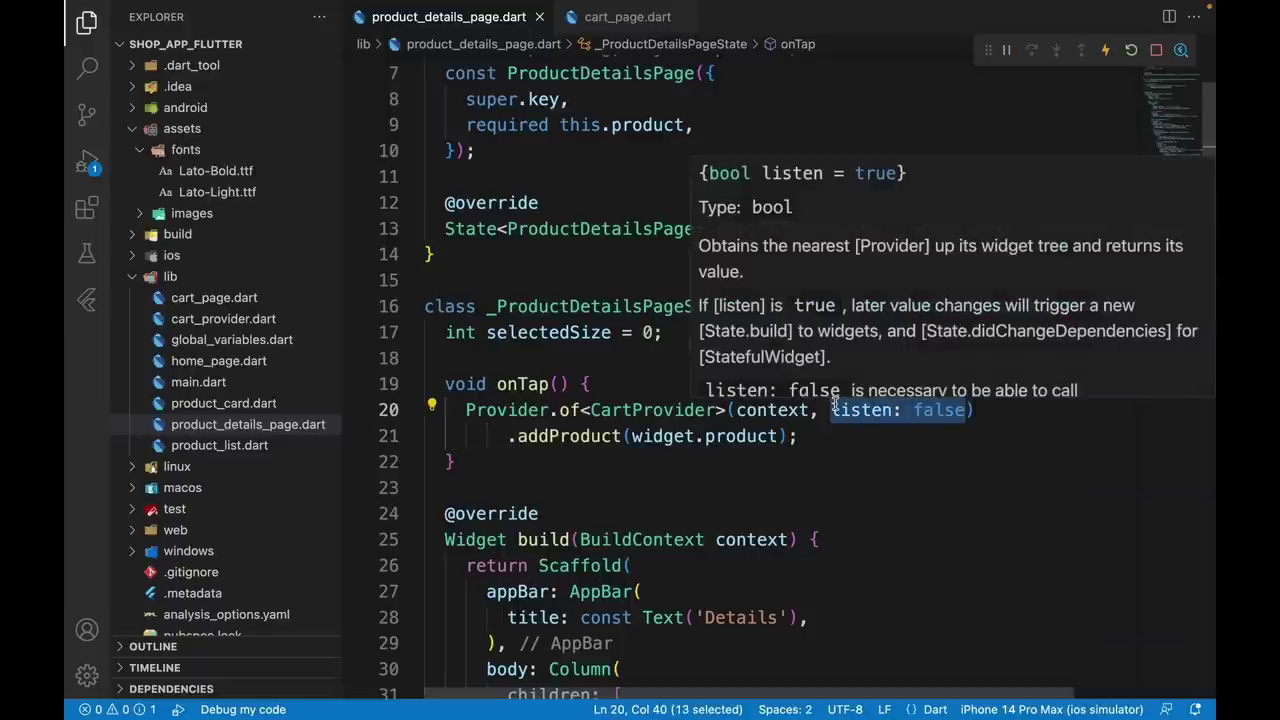 EXPLORER
SHOP_APP_FLUTTER
.dart_tool
.idea
android
assets
fonts
Aa Lato-Bold.ttf
Aa Lato-Light.ttf
images
build
ios
lib
cart_page.dart
cart_provider.dart
global_variables.dart
home_page.dart
main.dart
product_card.dart
product_details_page.dart
product_list.dart
linux
macos
test
web
windows
.gitignore
.metadata
analysis_options.yaml
pubspec.lock
OUTLINE
TIMELINE
DEPENDENCIES
1
product_details_page.dart
cart_page.dart
lib > product_details_page.dart > _ProductDetailsPageState > onTap
7 const ProductDetailsPage({
8 super.key,
9 required this.product,
10 });
11
12 @override
13 State<ProductDetailsPage
14 }
15
16 class _ProductDetailsPageS
17 int selectedSize = 0;
18
19 void onTap() {
20 Provider.of<CartProvider>(context, listen: false)
21 .addProduct(widget.product);
22 }
23
24 @override
25 Widget build(BuildContext context) {
26 return Scaffold(
27 appBar: AppBar(
28 title: const Text('Details'),
29 ), // AppBar
30 body: Column(
31 children: [
{bool listen = true}
Type: bool
Obtains the nearest [Provider] up its widget tree and returns its
value.
If [listen] is true, later value changes will trigger a new
[State.build] to widgets, and [State.didChangeDependencies] for
[StatefulWidget].
listen: false is necessary to be able to call
0 0 1 Debug my code Ln 20, Col 40 (13 selected) Spaces: 2 UTF-8 LF {} Dart iPhone 14 Pro Max (ios simulator)